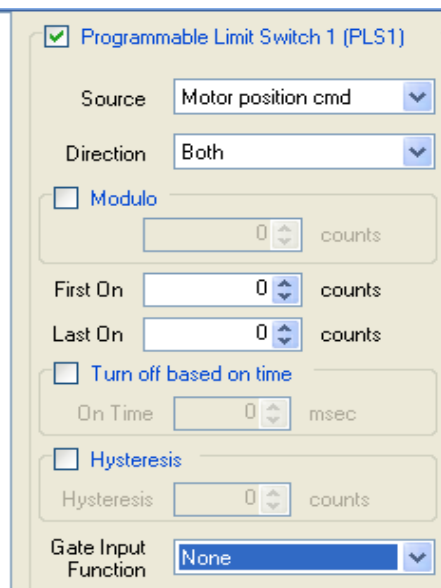 Programmable Limit Switch 1 (PLS1)
Source Motor position cmd
Direction Both
Modulo
0 counts
First On 0 counts
Last On 0 counts
Turn off based on time
On Time 0 msec
Hysteresis
Hysteresis 0 counts
Gate Input
Function None